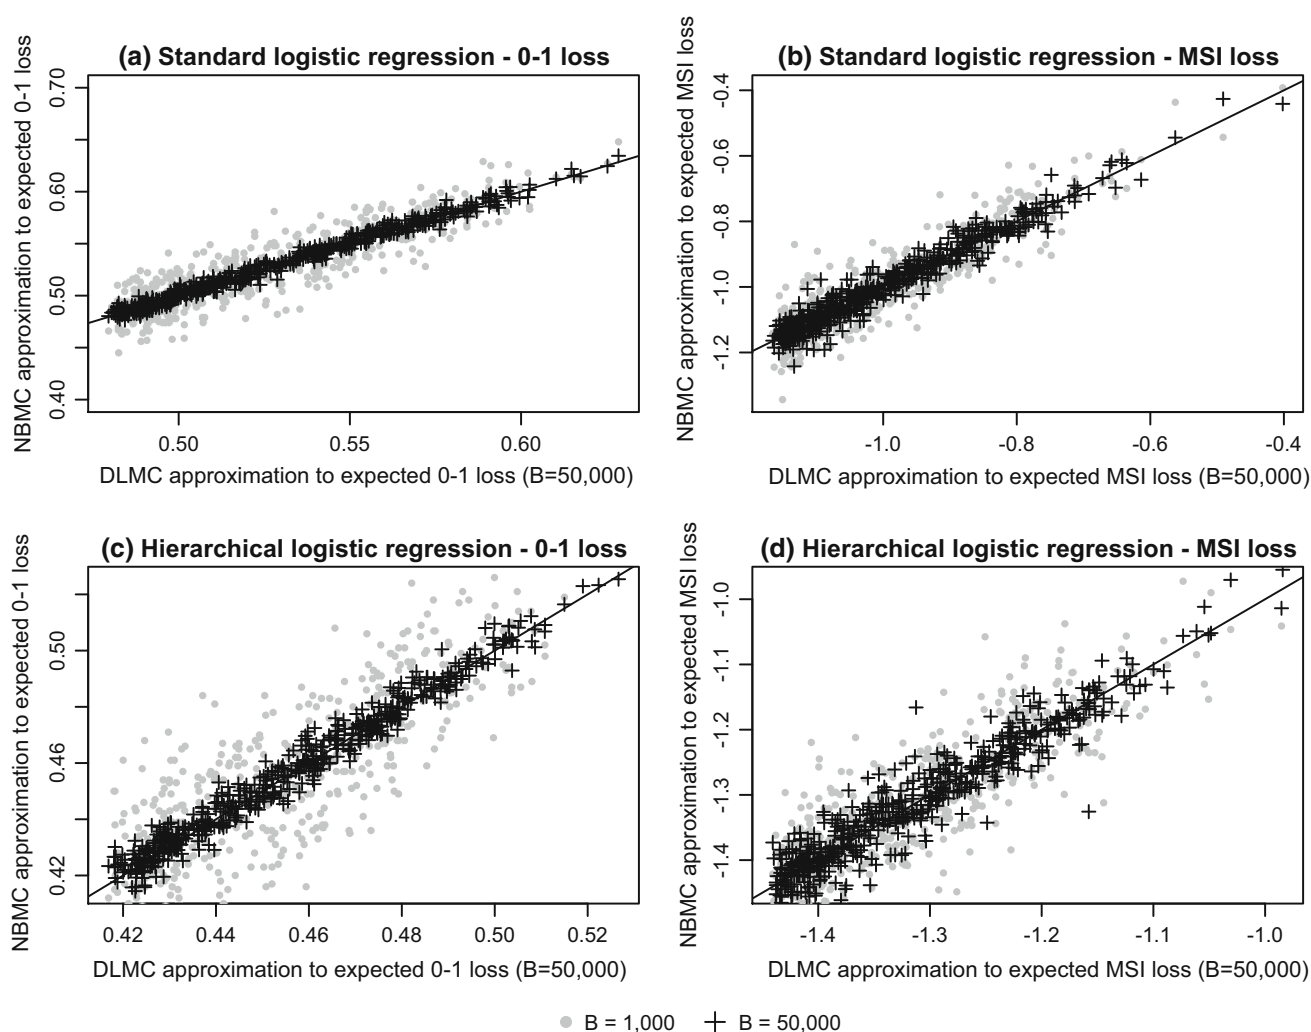 (a) Standard logistic regression - 0-1 loss
NBMC approximation to expected 0-1 loss
0.70
0.60
0.50
0.40
0.50 0.55 0.60
DLMC approximation to expected 0-1 loss (B=50,000)
(b) Standard logistic regression - MSI loss
NBMC approximation to expected MSI loss
-0.4
-0.6
-0.8
-1.0
-1.2
-1.0 -0.8 -0.6 -0.4
DLMC approximation to expected MSI loss (B=50,000)
(c) Hierarchical logistic regression - 0-1 loss
NBMC approximation to expected 0-1 loss
0.50
0.46
0.42
0.42 0.44 0.46 0.48 0.50 0.52
DLMC approximation to expected 0-1 loss (B=50,000)
(d) Hierarchical logistic regression - MSI loss
NBMC approximation to expected MSI loss
-1.0
-1.1
-1.2
-1.3
-1.4
-1.4 -1.3 -1.2 -1.1 -1.0
DLMC approximation to expected MSI loss (B=50,000)
B = 1,000 B = 50,000